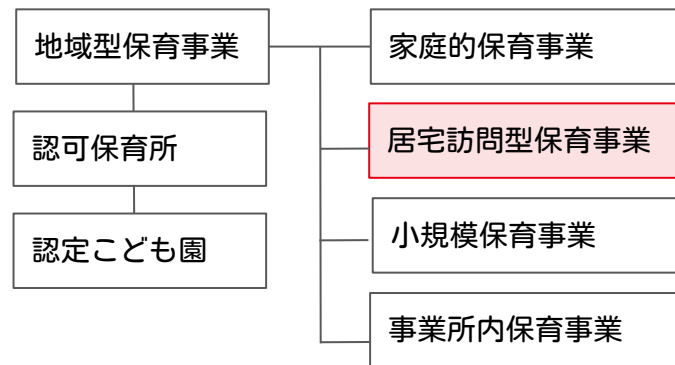 地域型保育事業
認可保育所
認定こども園
家庭的保育事業
居宅訪問型保育事業
小規模保育事業
事業所内保育事業